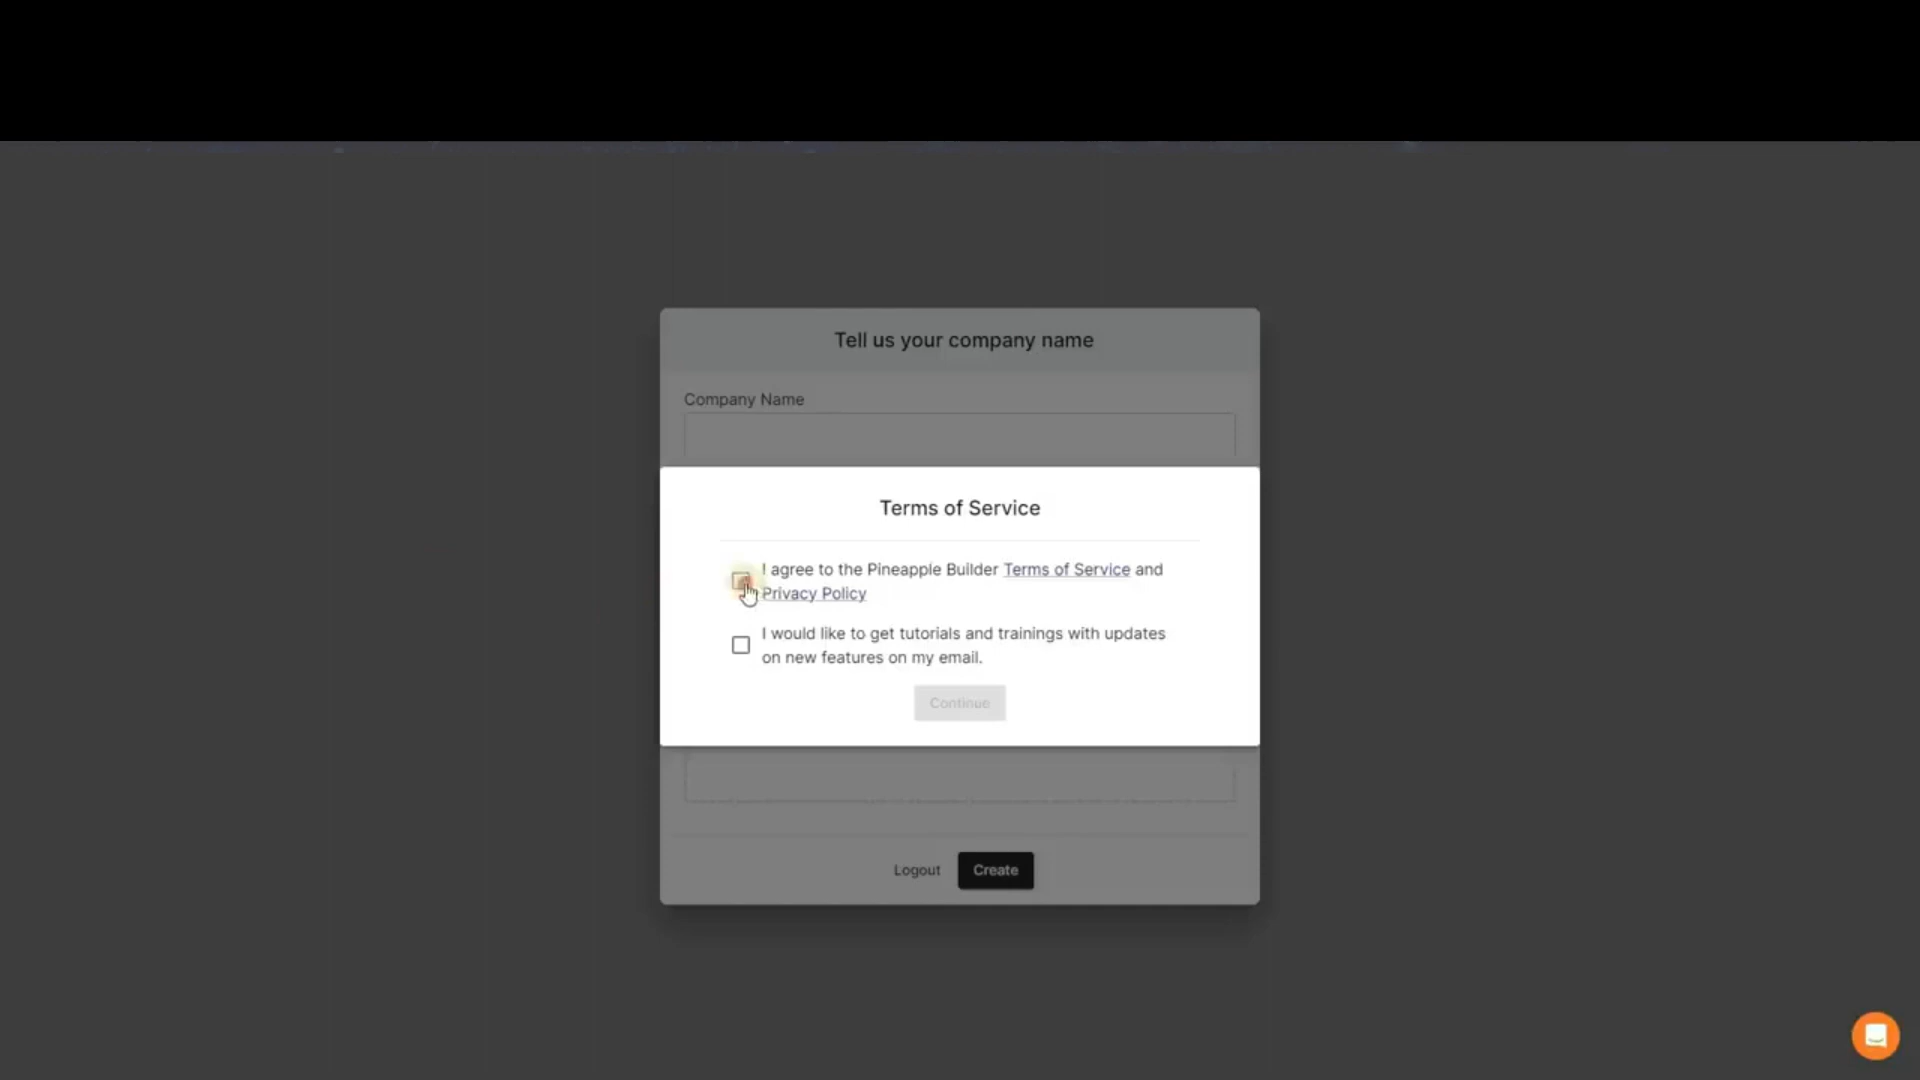 Tell us your company name
Company Name
Terms of Service
I agree to the Pineapple Builder Terms of Service and
Privacy Policy
I would like to get tutorials and trainings with updates
on new features on my email.
Continue
Logout Create